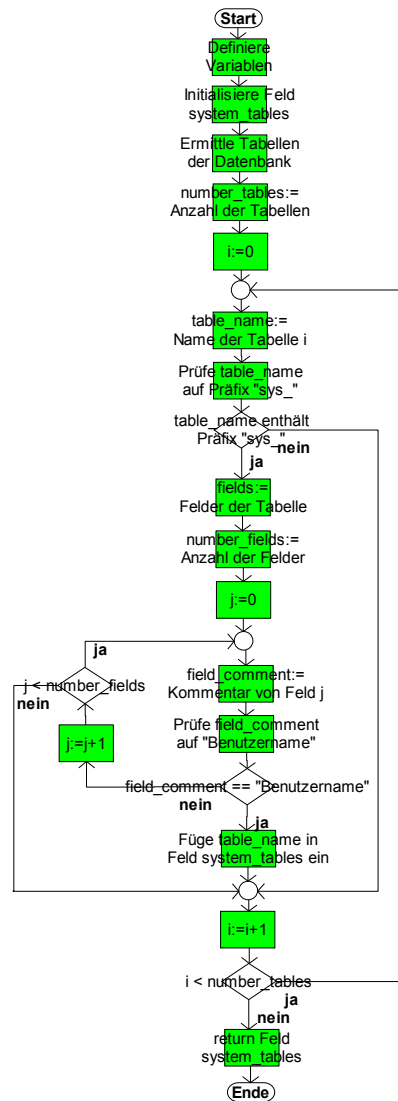 Start
Definiere
Variablen
Initialisiere Feld
system_tables
Ermittle Tabellen
der Datenbank
number_tables:=
Anzahl der Tabellen
i:=0
table_name:=
Name der Tabelle i
Prüfe table_name
auf Präfix "sys_"
table_name enthält
Präfix "sys_"
nein
ja
fields:=
Felder der Tabelle
number_fields:=
Anzahl der Felder
j:=0
ja
j < number_fields
nein
field_comment:=
Kommentar von Feld j
Prüfe field_comment
auf "Benutzername"
j:=j+1
field_comment == "Benutzername"
nein
ja
Füge table_name in
Feld system_tables ein
i:=i+1
i < number_tables
ja
nein
return Feld
system_tables
Ende